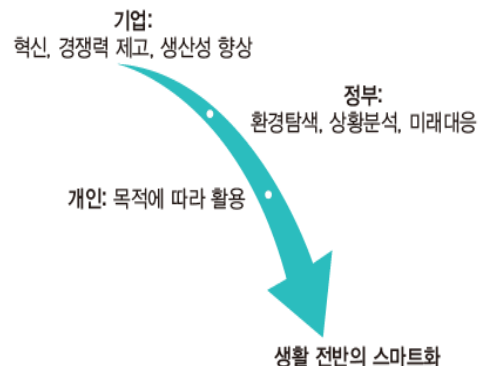 기업:
혁신, 경쟁력 제고, 생산성 향상
정부:
환경탐색, 상황분석, 미래대응
개인: 목적에 따라 활용
생활 전반의 스마트화